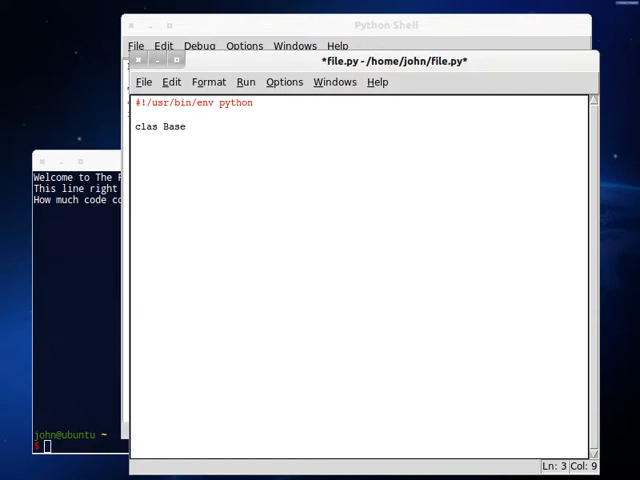 Python Shell
File Edit Debug Options Windows Help
*file.py - /home/john/file.py*
File Edit Format Run Options Windows Help
#!/usr/bin/env python
clas Base
Welcome to The
This line right
How much code
john@ubuntu ~
$
Ln: 3 Col: 9